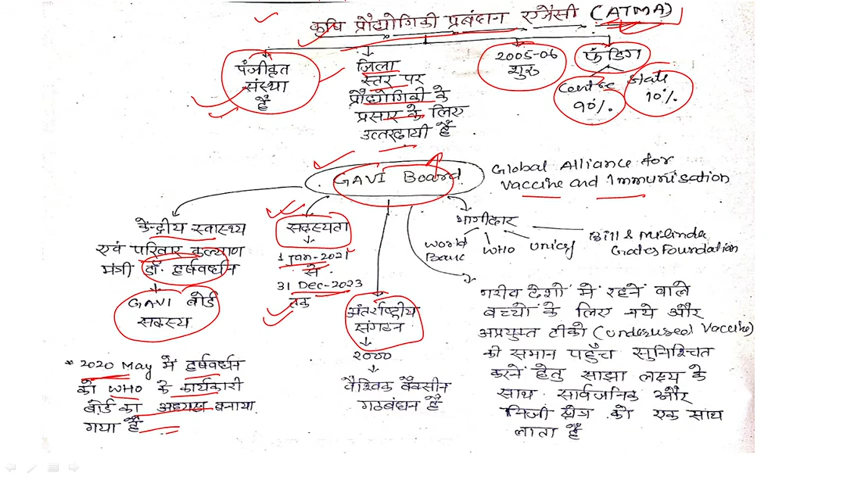 कृषि प्रौद्योगिकी प्रबंदान एजेंसी (ATMA)
पंजीकृत
संस्था
है
जिला
स्तर पर
प्रौद्योगिकी के
प्रसार के लिए
उत्तरदायी है
2005-06
शुरू
फंडिंग
Centre
90%
State
10%
GAVI Board
Global Alliance for
Vaccine and Immunisation
केन्द्रीय स्वास्थ्य
एवं परिवार कल्याण
मंत्री डॉ. हर्षवर्धन
GAVI बोर्ड
सदस्य
सदस्यता
1 Jan-2021
से
31 Dec-2023
तक
अंतर्राष्ट्रीय
संगठन
2000
वैश्विक वैक्सीन
गठबंधन है
भागीदार
World
Bank
WHO
Unicef
Bill & Milinda
Gates Foundation
गरीब देशों में रहने वाले
बच्चों के लिए नये और
अप्रयुक्त टीकों (underused Vaccine)
की समान पहुँच सुनिश्चित
करने हेतु साझा लक्ष्य के
साथ सार्वजनिक और
निजी क्षेत्र को एक साथ
लाता है
* 2020 May में हर्षवर्धन
को WHO के कार्यकारी
बोर्ड का अध्यक्ष बनाया
गया है